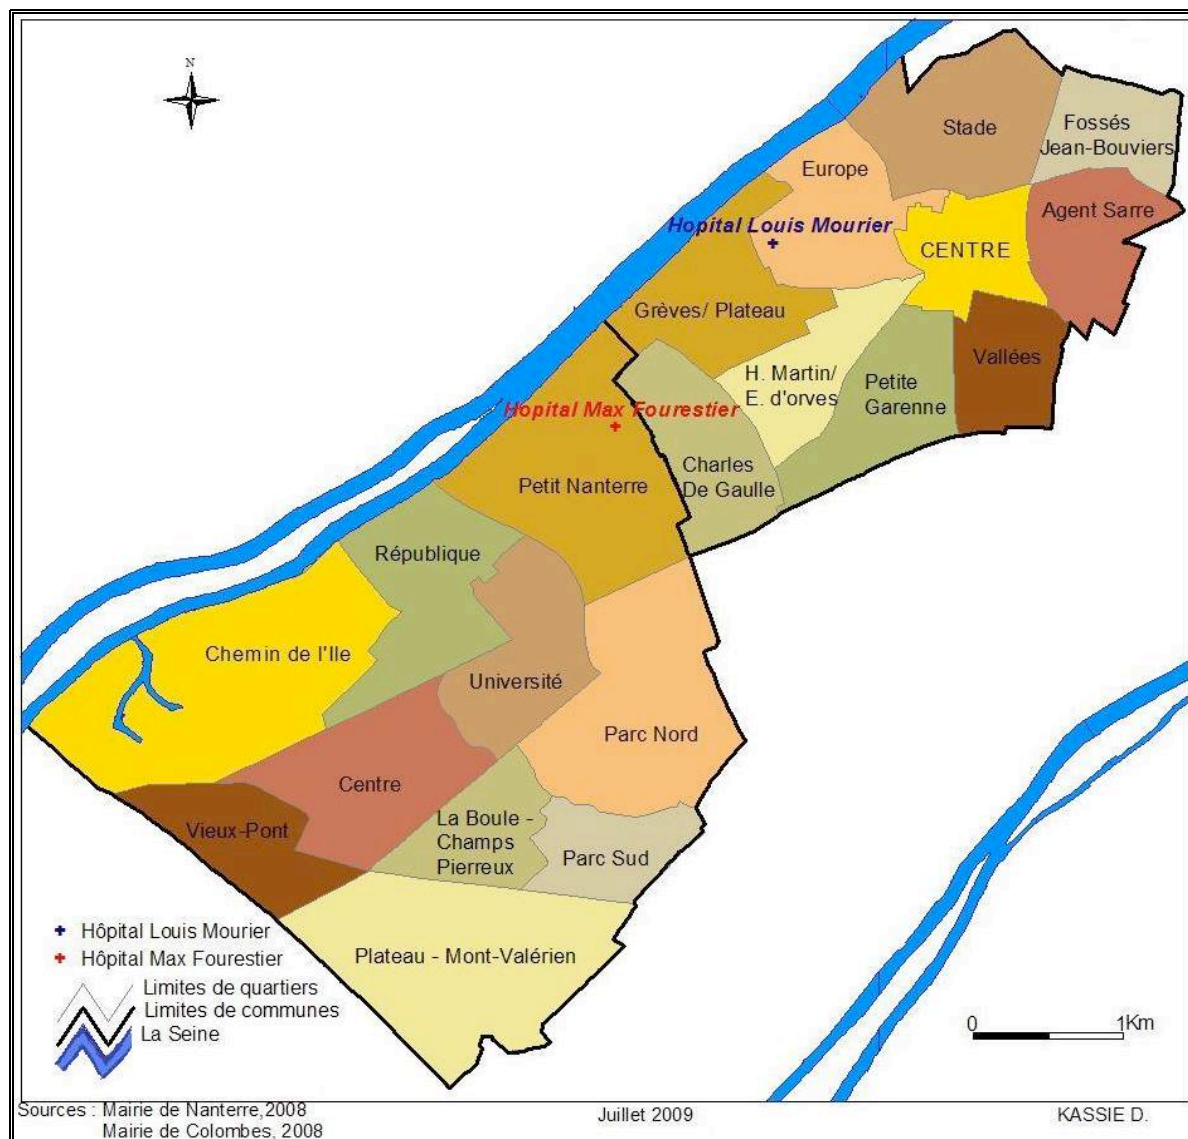 N
Stade
Fossés
Jean-Bouviers
Europe
Agent Sarre
Hopital Louis Mourier
CENTRE
Grèves/ Plateau
Vallées
H. Martin/
E. d'orves
Petite
Garenne
Hopital Max Fourestier
Charles
De Gaulle
Petit Nanterre
République
Chemin de l'Ile
Université
Parc Nord
Centre
La Boule -
Champs
Pierreux
Vieux-Pont
Parc Sud
Plateau - Mont-Valérien
Hôpital Louis Mourier
Hôpital Max Fourestier
Limites de quartiers
Limites de communes
La Seine
0 1Km
Sources : Mairie de Nanterre,2008
Mairie de Colombes, 2008
Juillet 2009
KASSIE D.